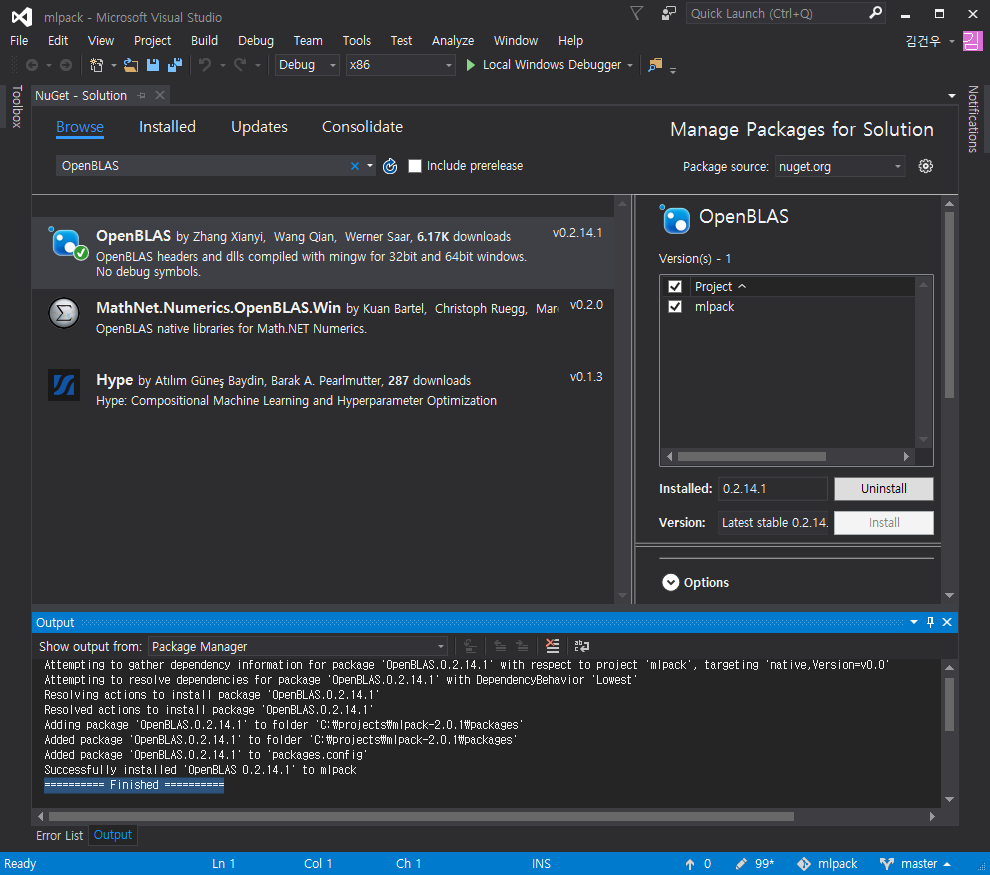 mlpack - Microsoft Visual Studio
Quick Launch (Ctrl+Q)
File Edit View Project Build Debug Team Tools Test Analyze Window Help
김건우 김
Debug x86 Local Windows Debugger
Toolbox
NuGet - Solution
Notifications
Browse Installed Updates Consolidate
Manage Packages for Solution
OpenBLAS
Include prerelease
Package source: nuget.org
OpenBLAS by Zhang Xianyi, Wang Qian, Werner Saar, 6.17K downloads v0.2.14.1
OpenBLAS headers and dlls compiled with mingw for 32bit and 64bit windows.
No debug symbols.
MathNet.Numerics.OpenBLAS.Win by Kuan Bartel, Christoph Ruegg, Marc v0.2.0
OpenBLAS native libraries for Math.NET Numerics.
Hype by Atılım Güneş Baydin, Barak A. Pearlmutter, 287 downloads v0.1.3
Hype: Compositional Machine Learning and Hyperparameter Optimization
OpenBLAS
Version(s) - 1
Project
mlpack
Installed: 0.2.14.1 Uninstall
Version: Latest stable 0.2.14. Install
Options
Output
Show output from: Package Manager
Attempting to gather dependency information for package 'OpenBLAS.0.2.14.1' with respect to project 'mlpack', targeting 'native,Version=v0.0'
Attempting to resolve dependencies for package 'OpenBLAS.0.2.14.1' with DependencyBehavior 'Lowest'
Resolving actions to install package 'OpenBLAS.0.2.14.1'
Resolved actions to install package 'OpenBLAS.0.2.14.1'
Adding package 'OpenBLAS.0.2.14.1' to folder 'C:₩projects₩mlpack-2.0.1₩packages'
Added package 'OpenBLAS.0.2.14.1' to folder 'C:₩projects₩mlpack-2.0.1₩packages'
Added package 'OpenBLAS.0.2.14.1' to 'packages.config'
Successfully installed 'OpenBLAS 0.2.14.1' to mlpack
========== Finished ==========
Error List Output
Ready Ln 1 Col 1 Ch 1 INS 0 99* mlpack master